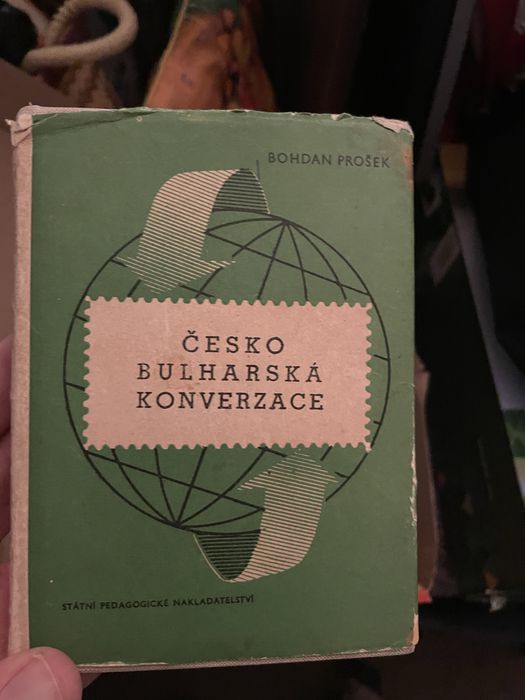 BOHDAN PROŠEK
ČESKO
BULHARSKÁ
KONVERZACE
STÁTNÍ PEDAGOGICKÉ NAKLADATELSTVÍ